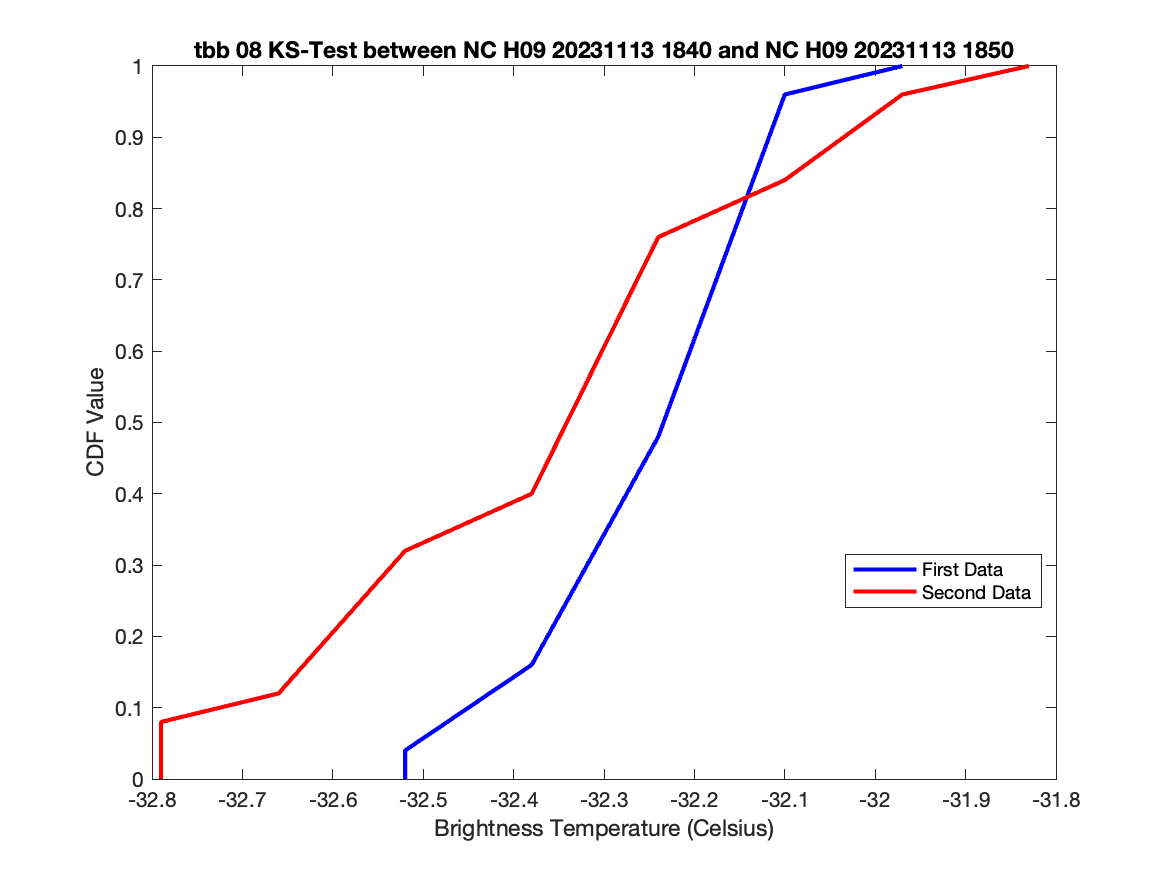 tbb 08 KS-Test between NC H09 20231113 1840 and NC H09 20231113 1850
1
0.9
0.8
0.7
0.6
0.5
0.4
0.3
0.2
0.1
0
CDF Value
First Data
Second Data
-32.8 -32.7 -32.6 -32.5 -32.4 -32.3 -32.2 -32.1 -32 -31.9 -31.8
Brightness Temperature (Celsius)